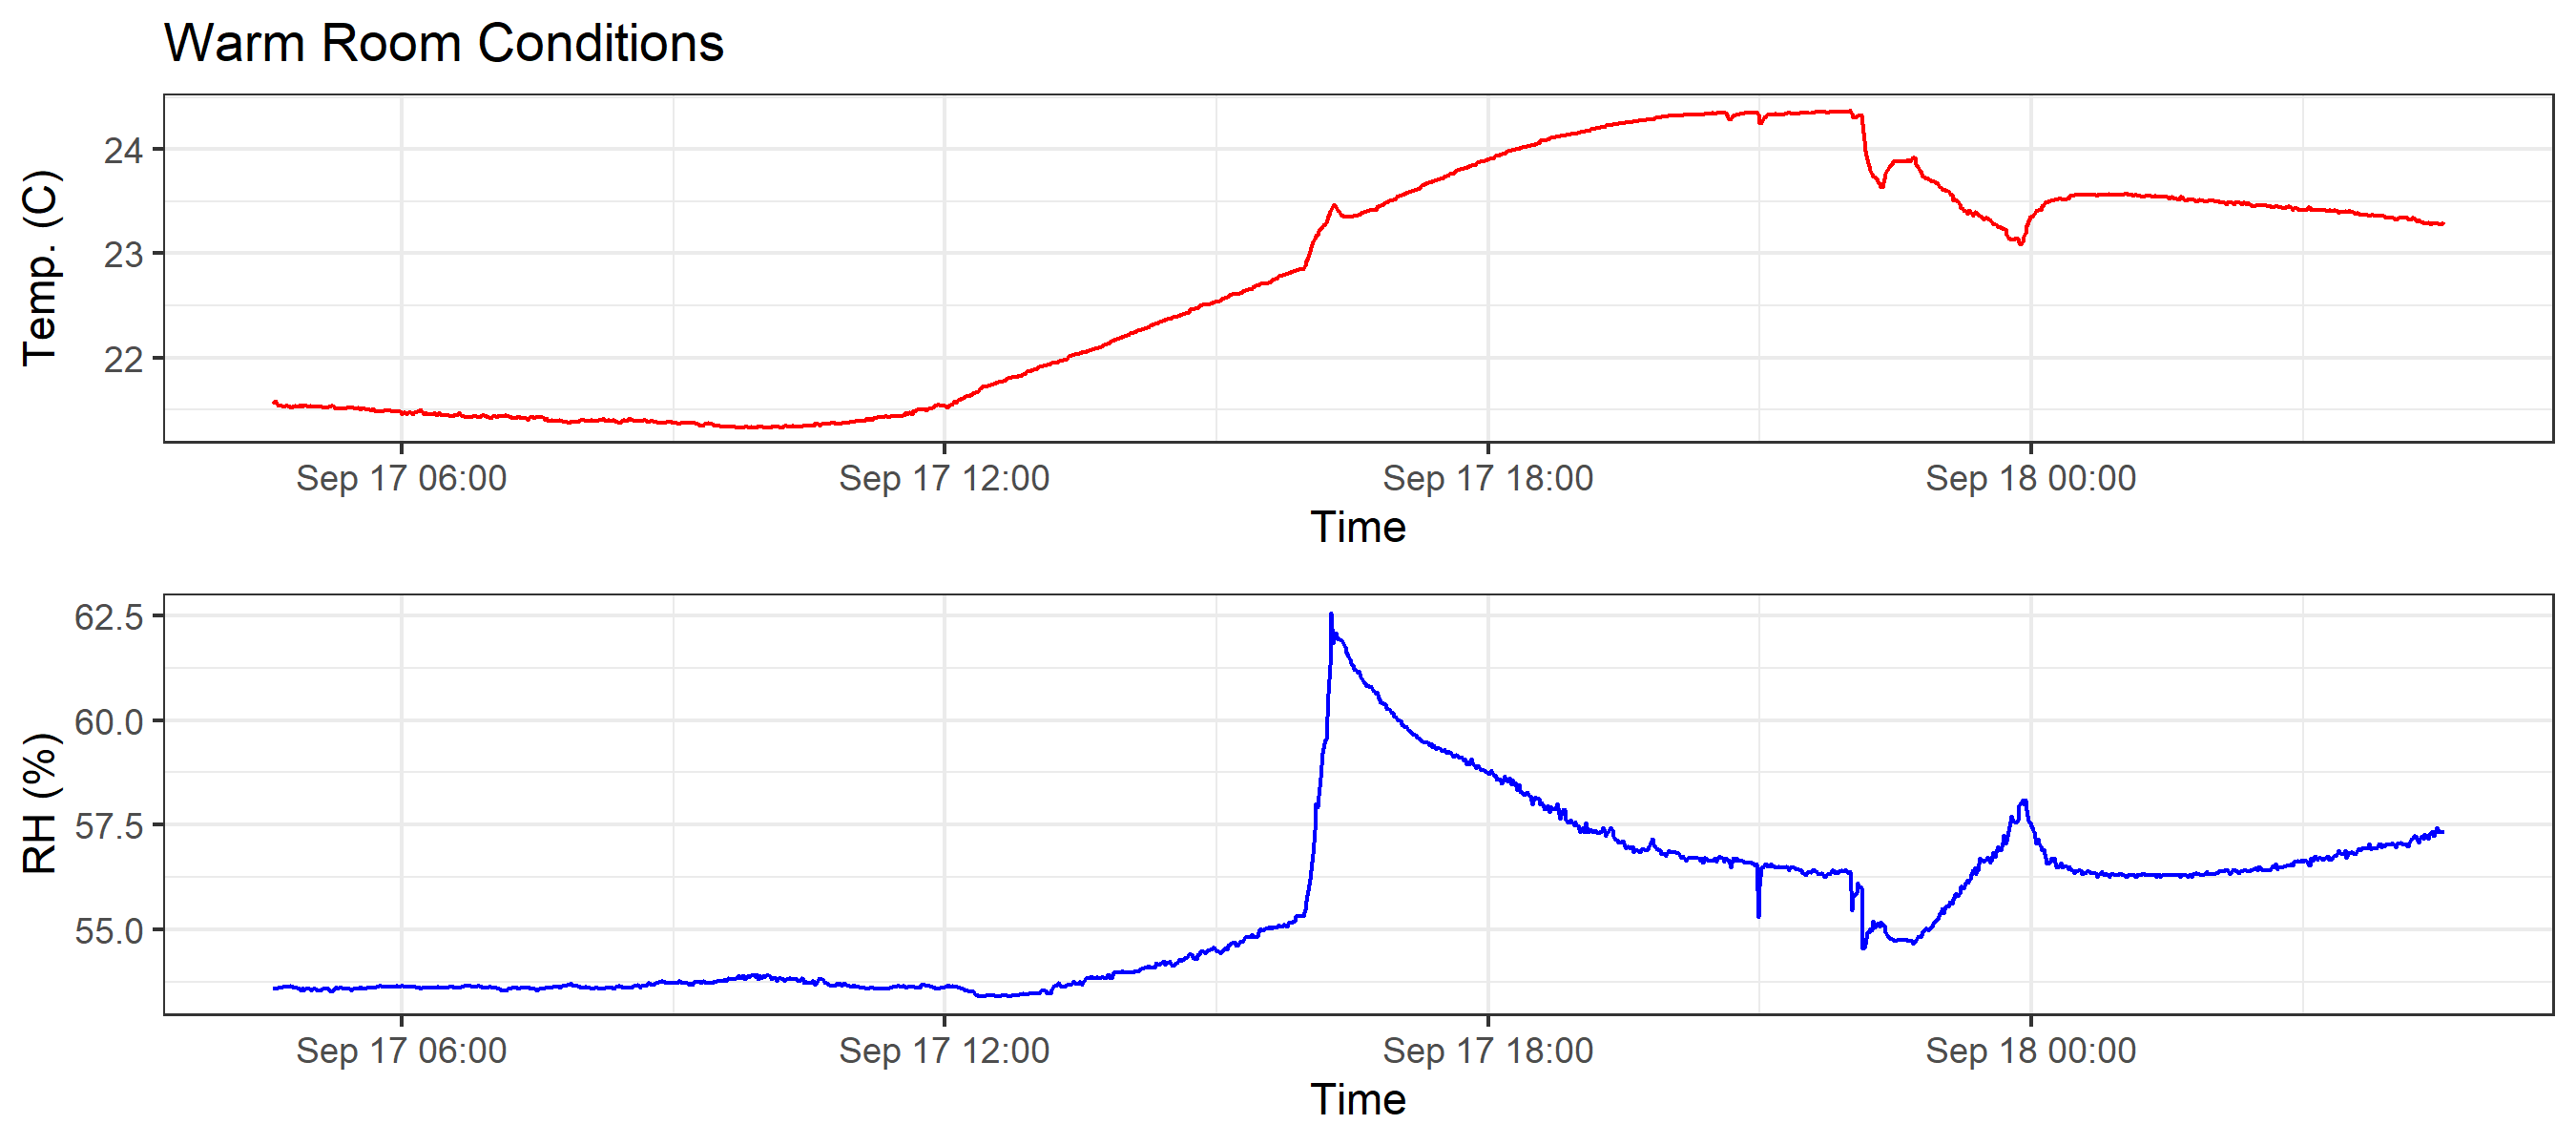 Warm Room Conditions
Temp. (C)
24
23
22
Sep 17 06:00 Sep 17 12:00 Sep 17 18:00 Sep 18 00:00
Time
RH (%)
62.5
60.0
57.5
55.0
Sep 17 06:00 Sep 17 12:00 Sep 17 18:00 Sep 18 00:00
Time